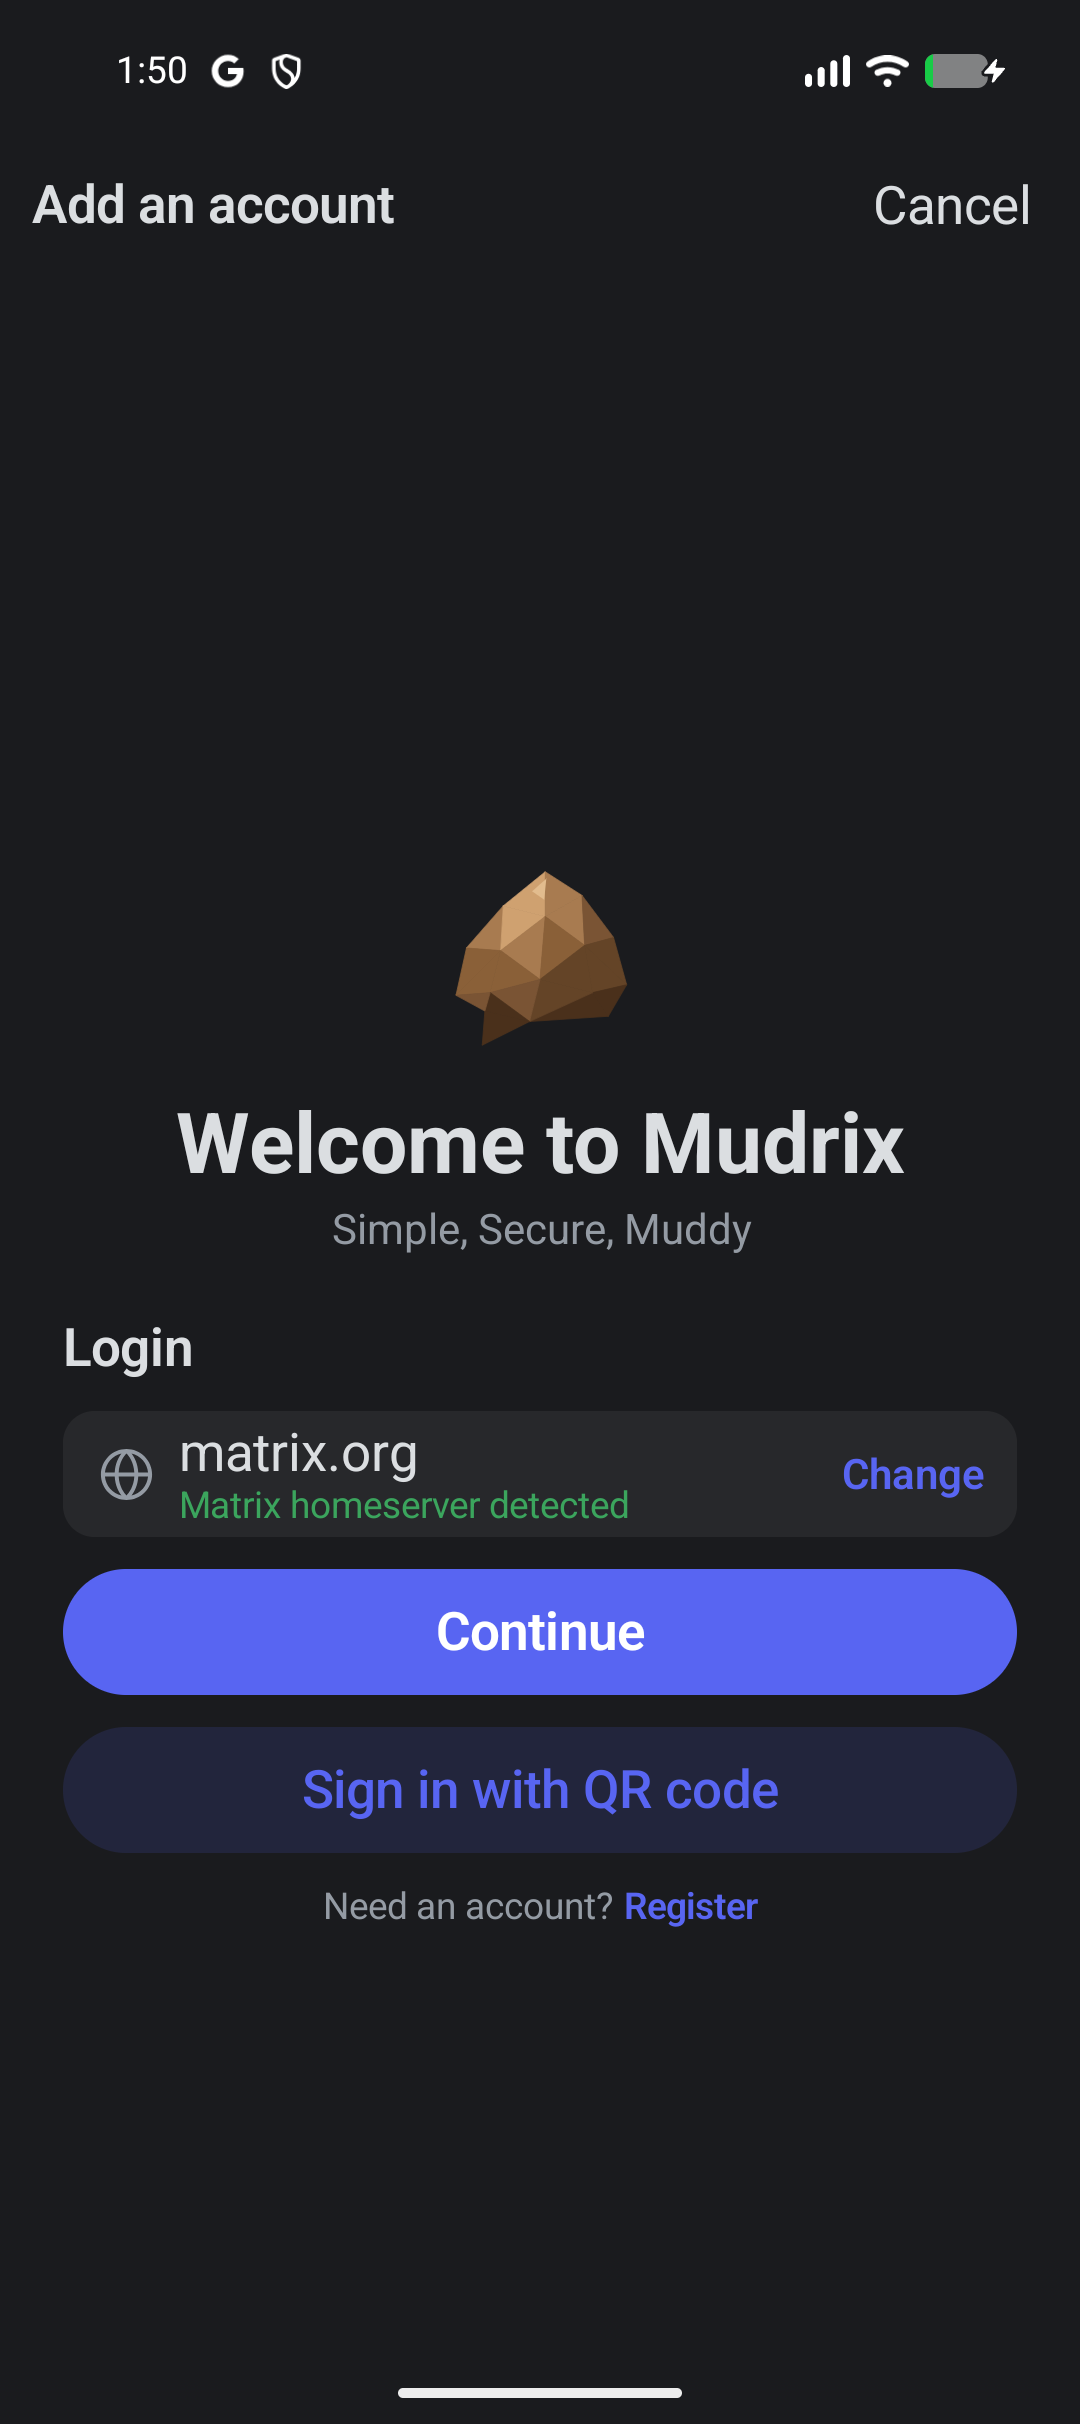 1:50
Add an account
Cancel
Welcome to Mudrix
Simple, Secure, Muddy
Login
matrix.org
Matrix homeserver detected
Change
Continue
Sign in with QR code
Need an account? Register